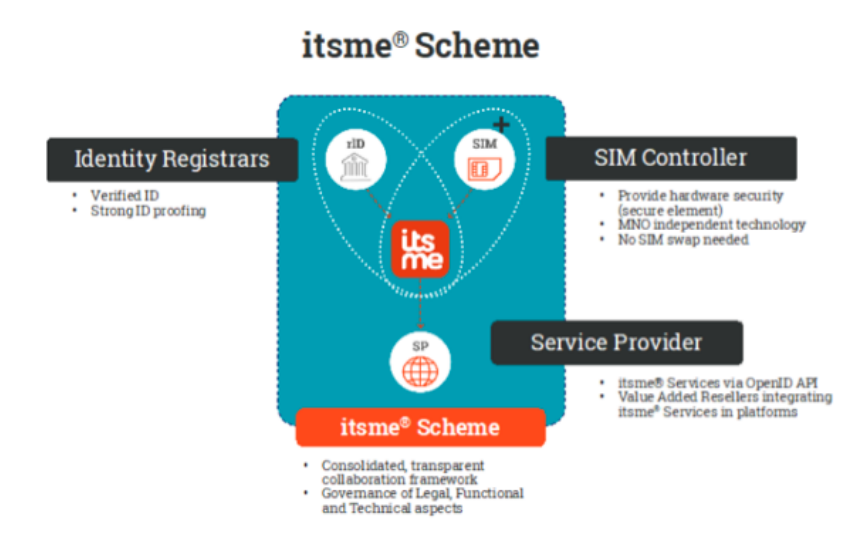 itsme® Scheme
rID
SIM
Identity Registrars
• Verified ID
• Strong ID proofing
SIM Controller
• Provide hardware security
(secure element)
• MNO independent technology
• No SIM swap needed
its
me
SP
Service Provider
• itsme® Services via OpenID API
• Value Added Resellers integrating
itsme® Services in platforms
itsme® Scheme
• Consolidated, transparent
collaboration framework
• Governance of Legal, Functional
and Technical aspects